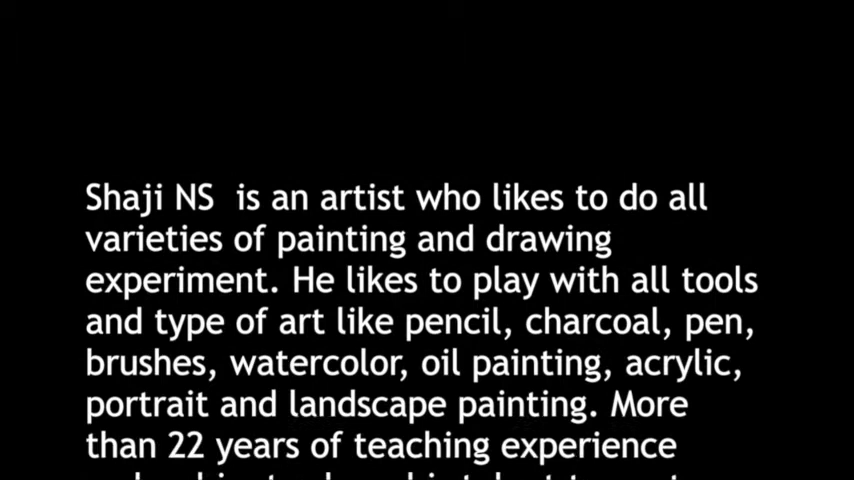 Shaji NS  is an artist who likes to do all
varieties of painting and drawing
experiment. He likes to play with all tools
and type of art like pencil, charcoal, pen,
brushes, watercolor, oil painting, acrylic,
portrait and landscape painting. More
than 22 years of teaching experience